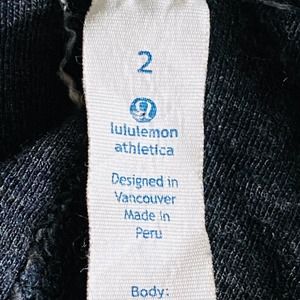 2
lululemon
athletica
Designed in
Vancouver
Made in
Peru
Body: